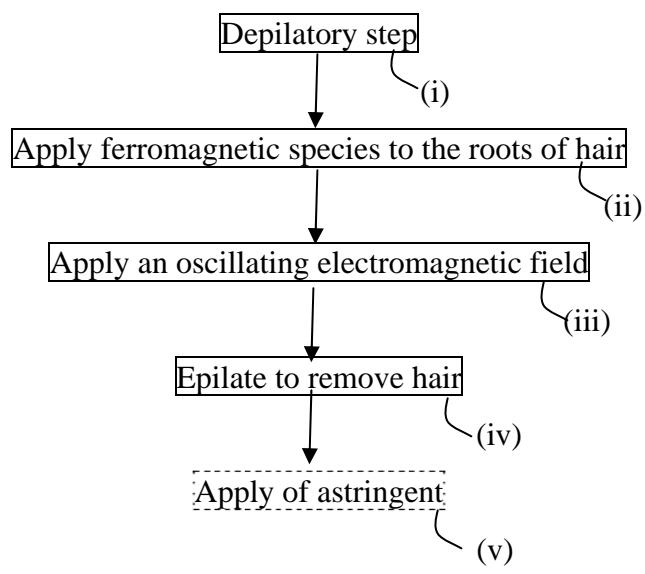 Depilatory step
(i)
Apply ferromagnetic species to the roots of hair
(ii)
Apply an oscillating electromagnetic field
(iii)
Epilate to remove hair
(iv)
Apply of astringent
(v)